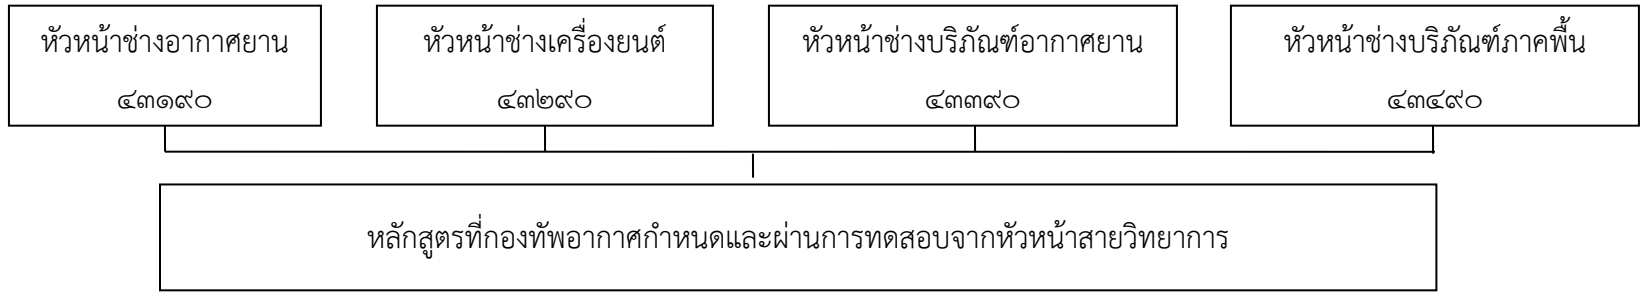 หัวหน้าช่างอากาศยาน
๔๓๑๙๐
หัวหน้าช่างเครื่องยนต์
๔๓๒๙๐
หัวหน้าช่างบริภัณฑ์อากาศยาน
๔๓๓๙๐
หัวหน้าช่างบริภัณฑ์ภาคพื้น
๔๓๔๙๐
หลักสูตรที่กองทัพอากาศกำหนดและผ่านการทดสอบจากหัวหน้าสายวิทยาการ